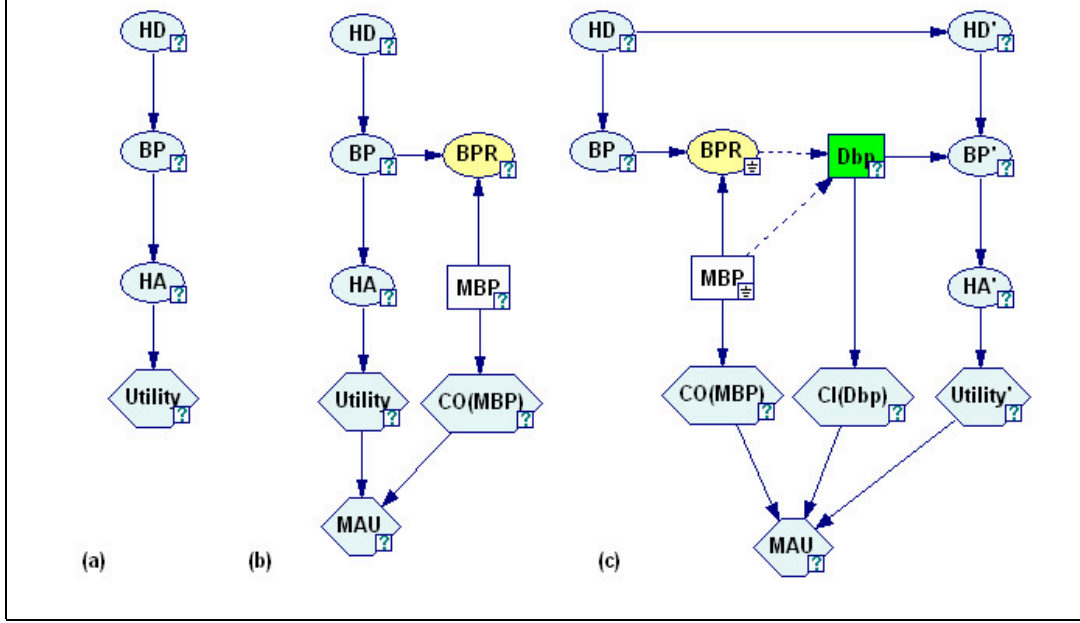 HD
BP
HA
Utility
(a)
HD
BP
BPR
HA
MBP
Utility
CO(MBP)
MAU
(b)
HD
HD'
BP
BPR
Dbp
BP'
MBP
HA'
CO(MBP)
CI(Dbp)
Utility'
MAU
(c)